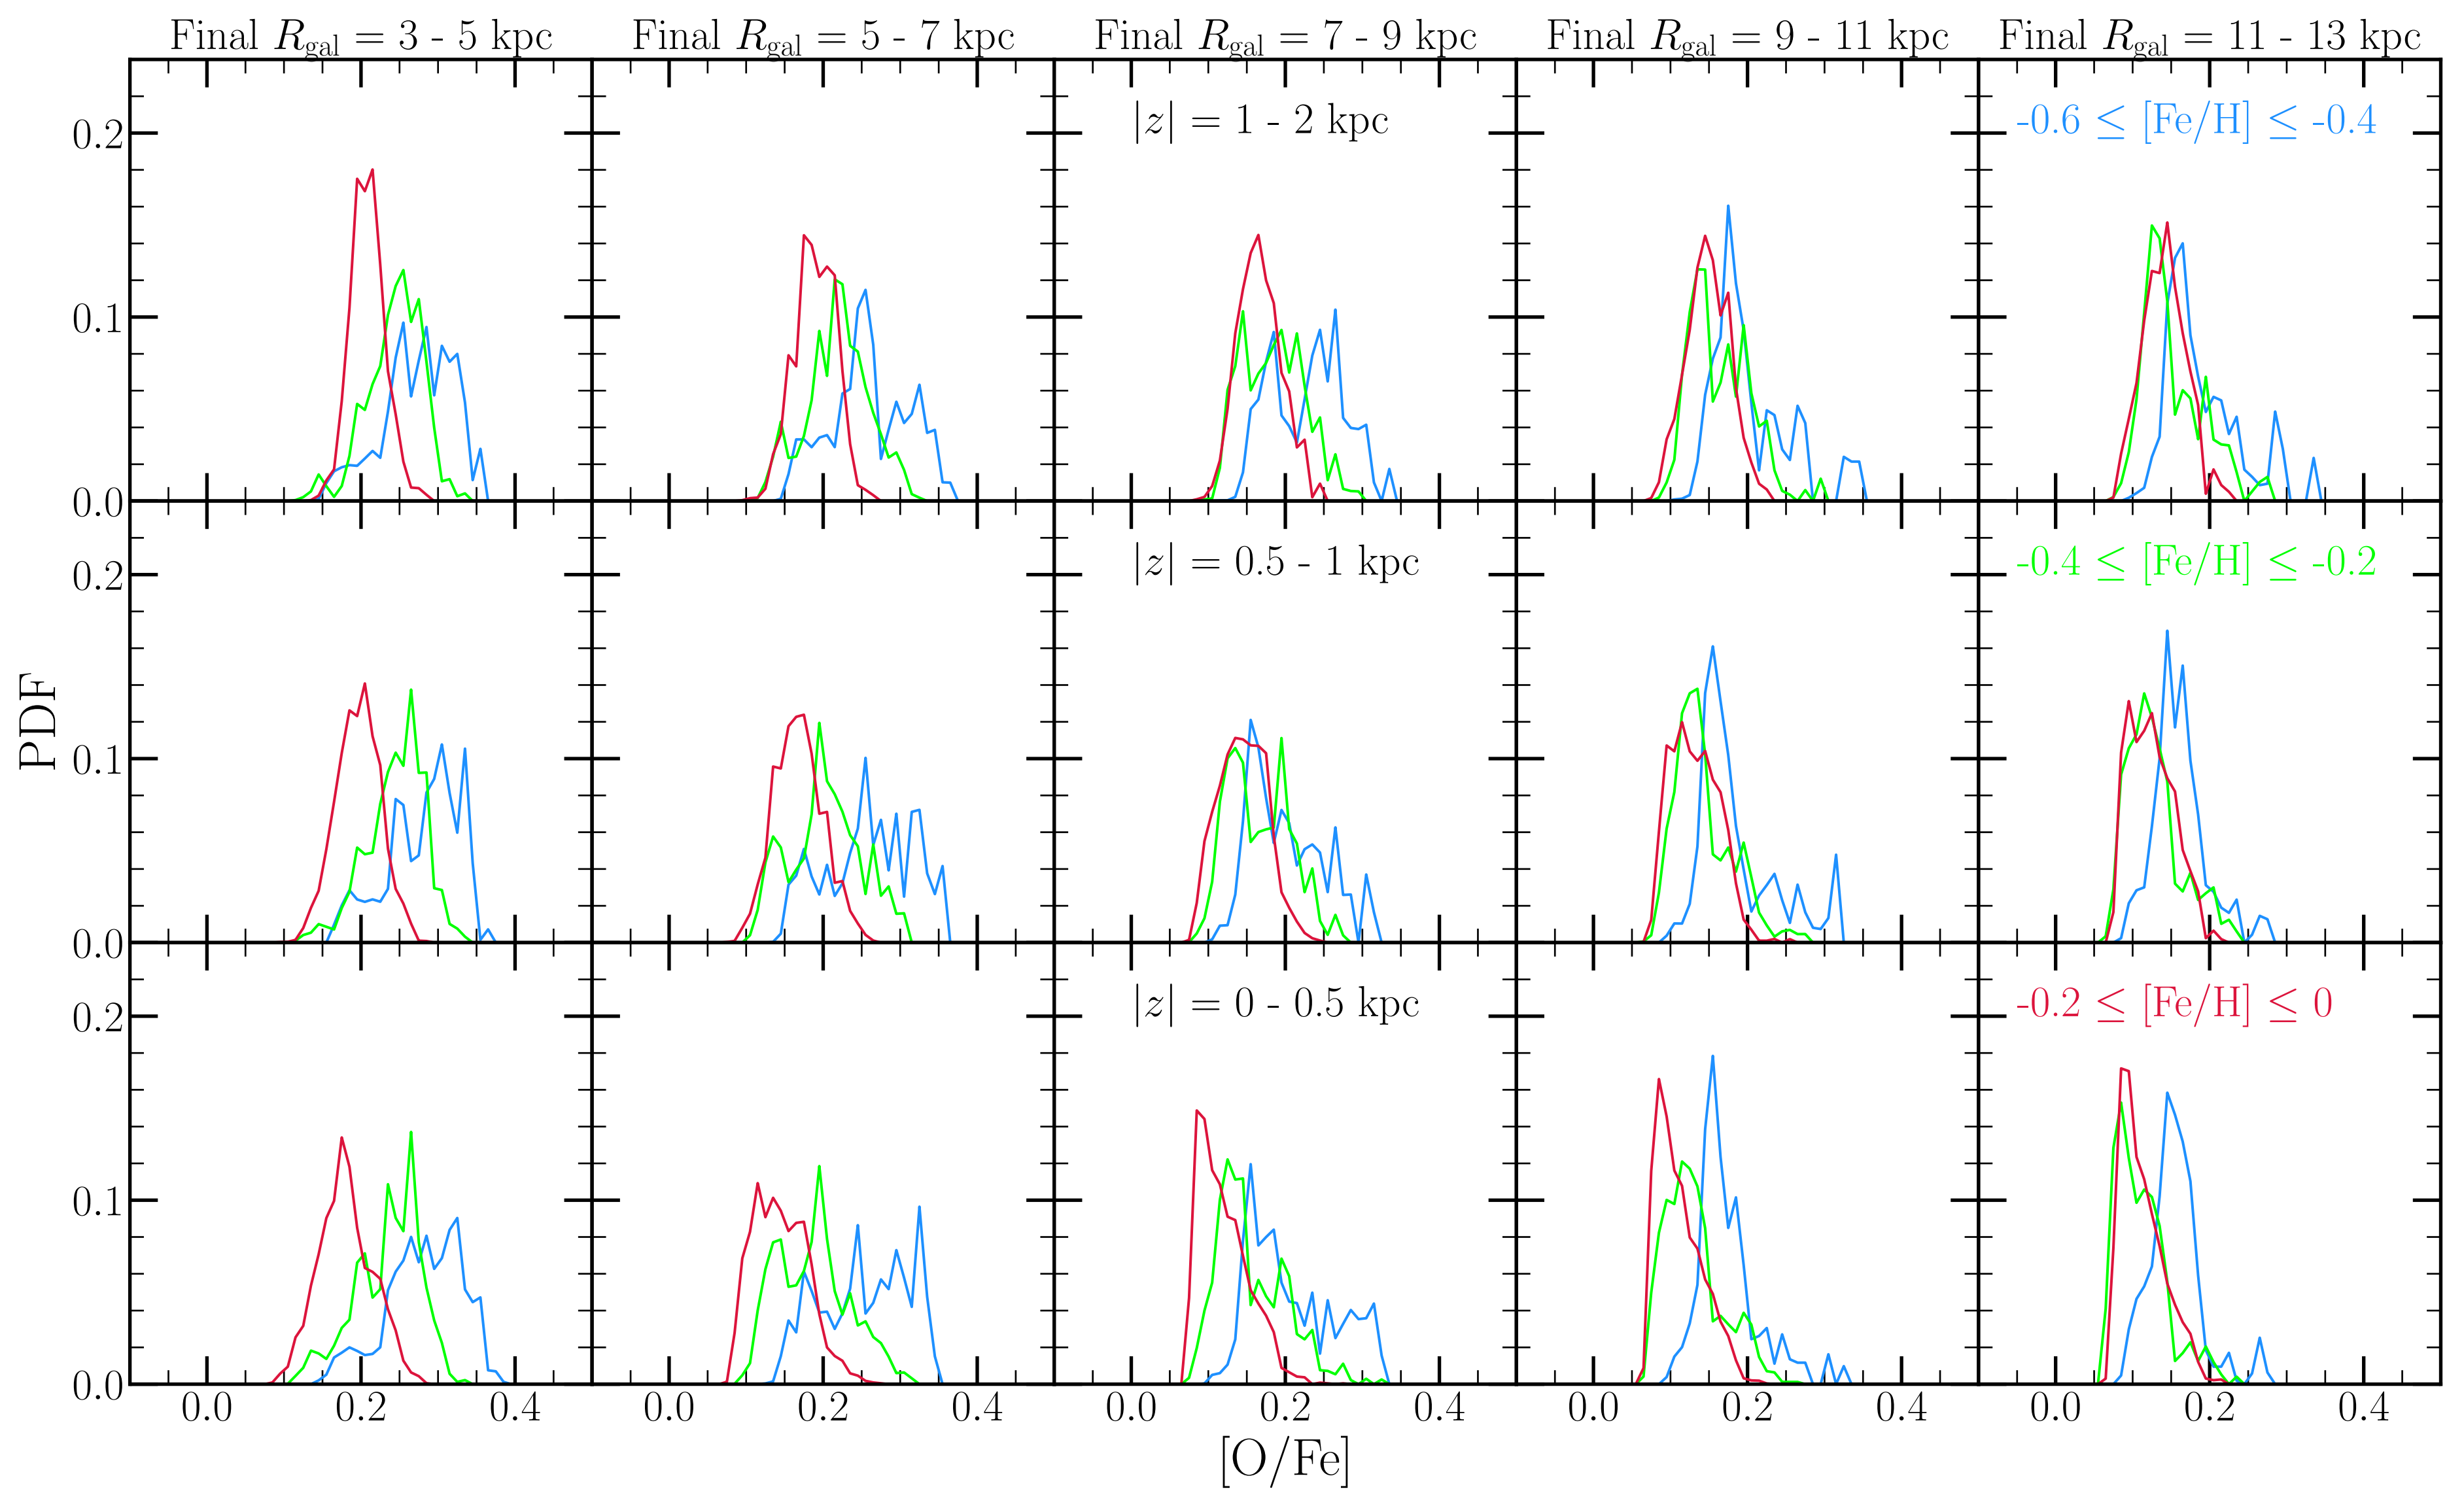 Final R_gal = 3 - 5 kpc
Final R_gal = 5 - 7 kpc
Final R_gal = 7 - 9 kpc
Final R_gal = 9 - 11 kpc
Final R_gal = 11 - 13 kpc
|z| = 1 - 2 kpc
-0.6 ≤ [Fe/H] ≤ -0.4
0.2
0.1
0.0
|z| = 0.5 - 1 kpc
-0.4 ≤ [Fe/H] ≤ -0.2
0.2
0.1
0.0
PDF
|z| = 0 - 0.5 kpc
-0.2 ≤ [Fe/H] ≤ 0
0.2
0.1
0.0
0.0 0.2 0.4
0.0 0.2 0.4
0.0 0.2 0.4
0.0 0.2 0.4
0.0 0.2 0.4
[O/Fe]